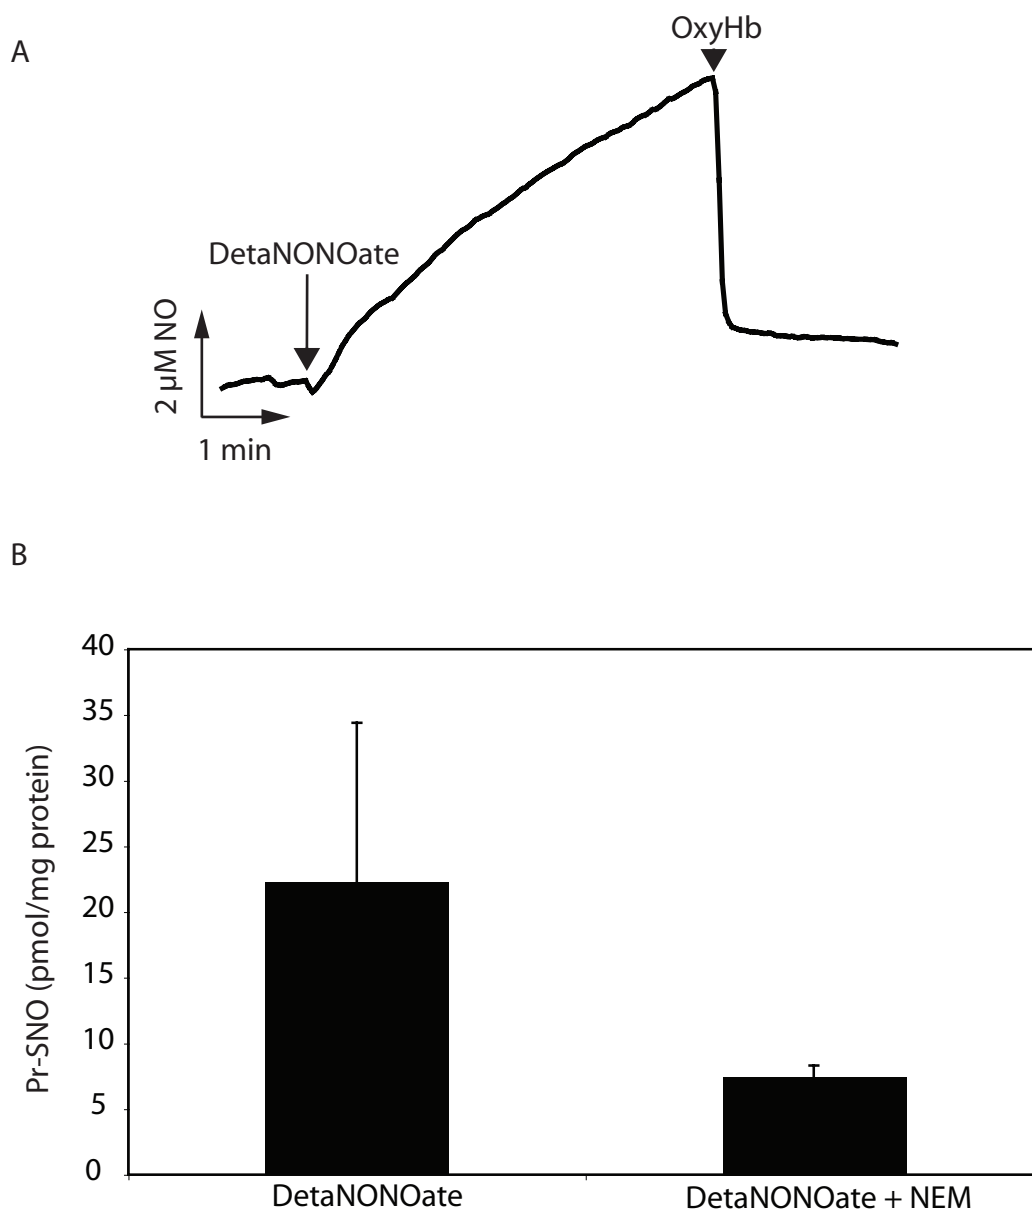 A
OxyHb
DetaNONOate
2 µM NO
1 min
B
Pr-SNO (pmol/mg protein)
40
35
30
25
20
15
10
5
0
DetaNONOate
DetaNONOate + NEM